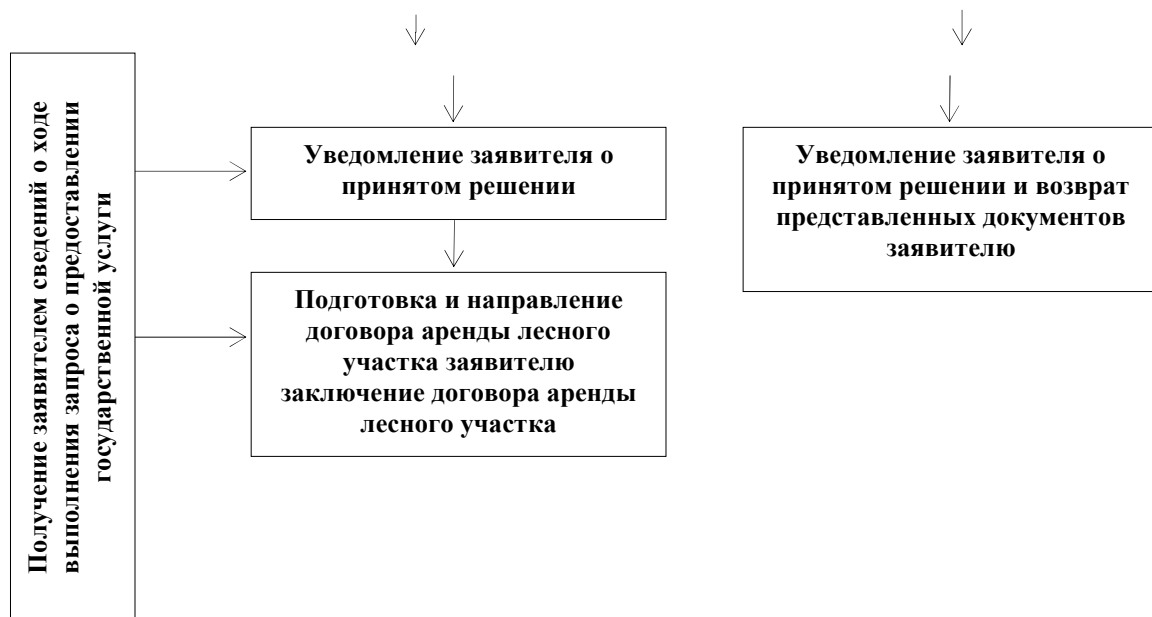 Получение заявителем сведений о ходе
выполнения запроса о предоставлении
государственной услуги
Уведомление заявителя о
принятом решении
Подготовка и направление
договора аренды лесного
участка заявителю
заключение договора аренды
лесного участка
Уведомление заявителя о
принятом решении и возврат
представленных документов
заявителю